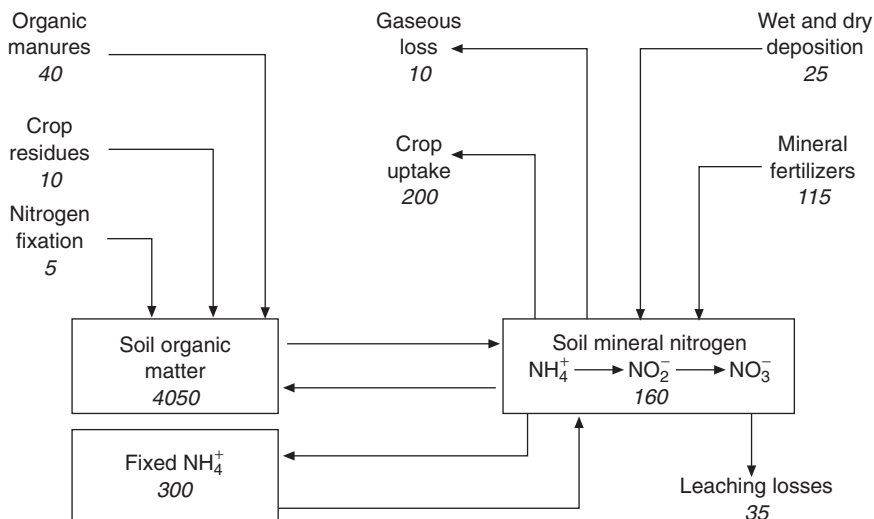 Organic
manures
40
Gaseous
loss
10
Wet and dry
deposition
25
Crop
residues
10
Crop
uptake
200
Mineral
fertilizers
115
Nitrogen
fixation
5
Soil organic
matter
4050
Soil mineral nitrogen
NH₄⁺ → NO₂⁻ → NO₃⁻
160
Fixed NH₄⁺
300
Leaching losses
35